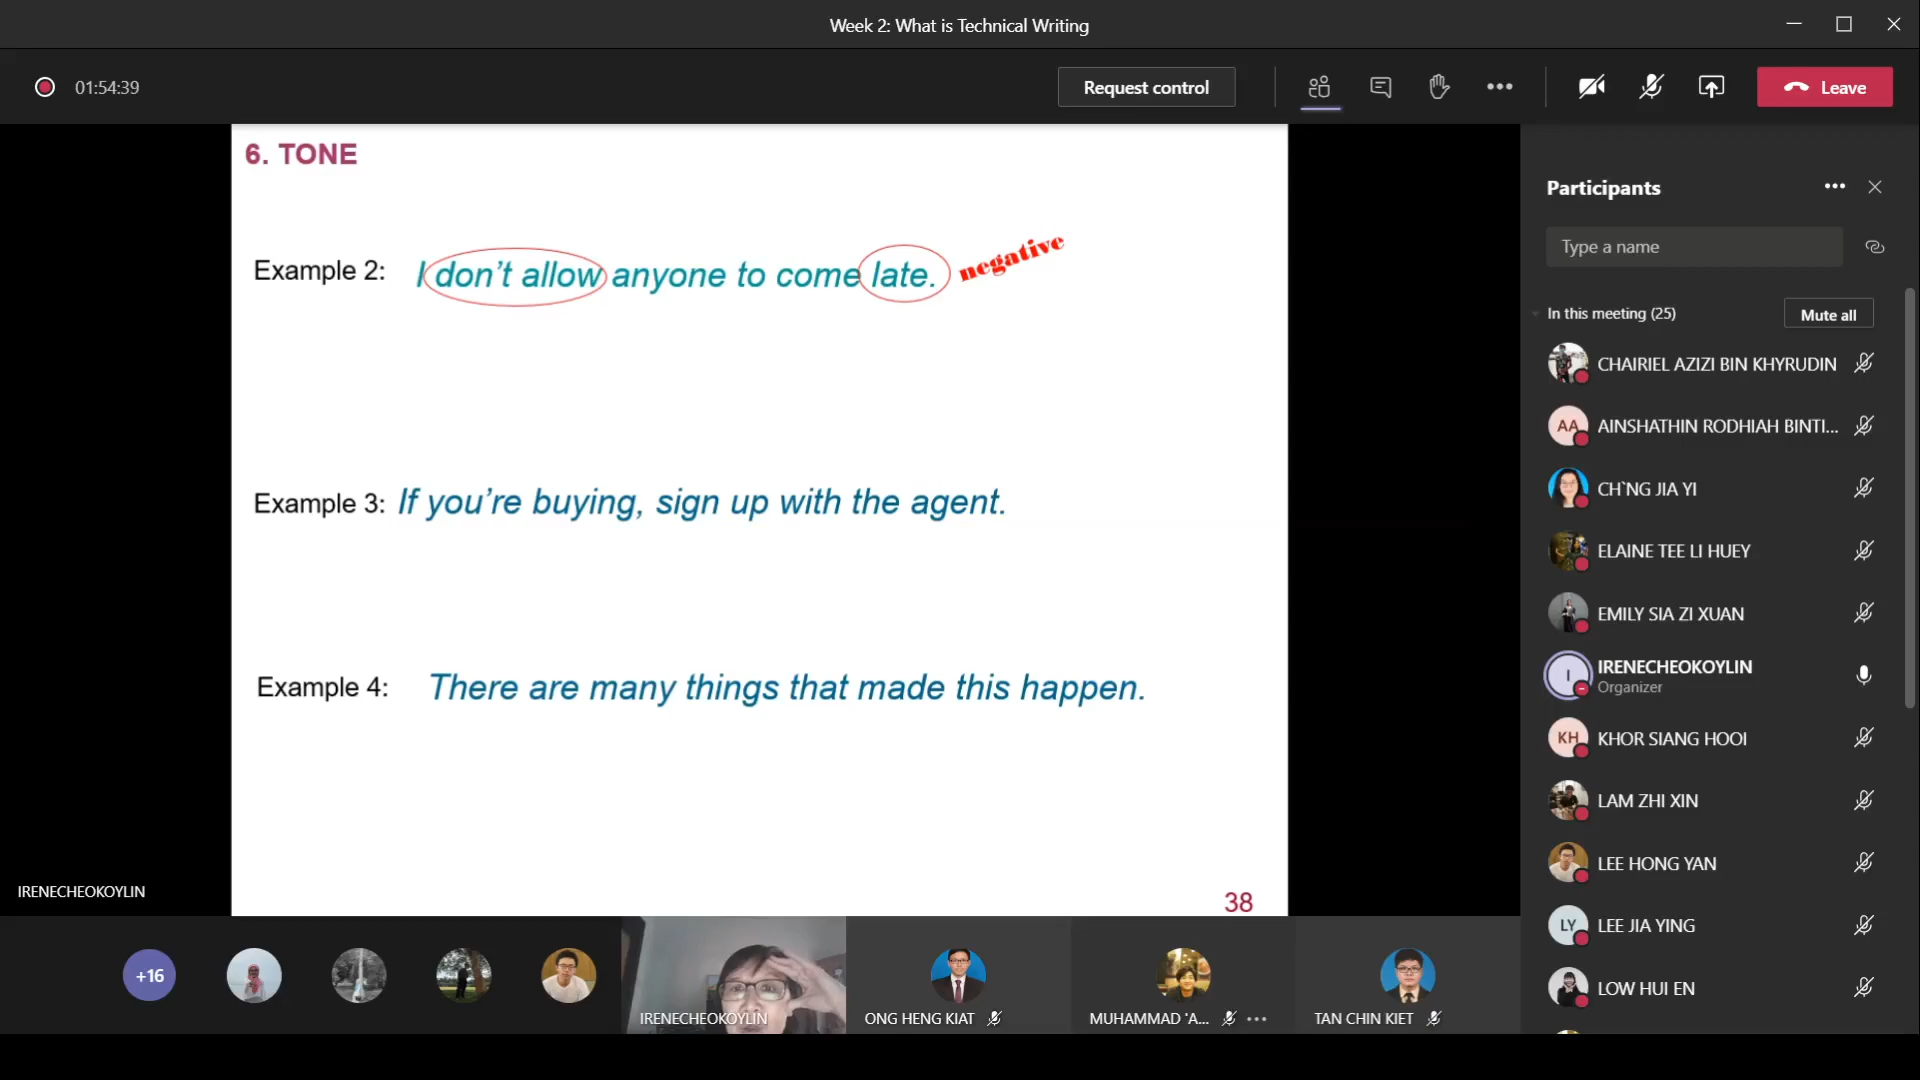 Week 2: What is Technical Writing
01:54:39
Request control
Leave
6. TONE
Example 2: I don't allow anyone to come late. negative
Example 3: If you're buying, sign up with the agent.
Example 4: There are many things that made this happen.
38
IRENECHEOKOYLIN
+16
IRENECHEOKOYLIN
ONG HENG KIAT
MUHAMMAD 'A...
TAN CHIN KIET
Participants
Type a name
In this meeting (25)
Mute all
CHAIRIEL AZIZI BIN KHYRUDIN
AA AINSHATHIN RODHIAH BINTI...
CH`NG JIA YI
ELAINE TEE LI HUEY
EMILY SIA ZI XUAN
I IRENECHEOKOYLIN
Organizer
KH KHOR SIANG HOOI
LAM ZHI XIN
LEE HONG YAN
LY LEE JIA YING
LOW HUI EN